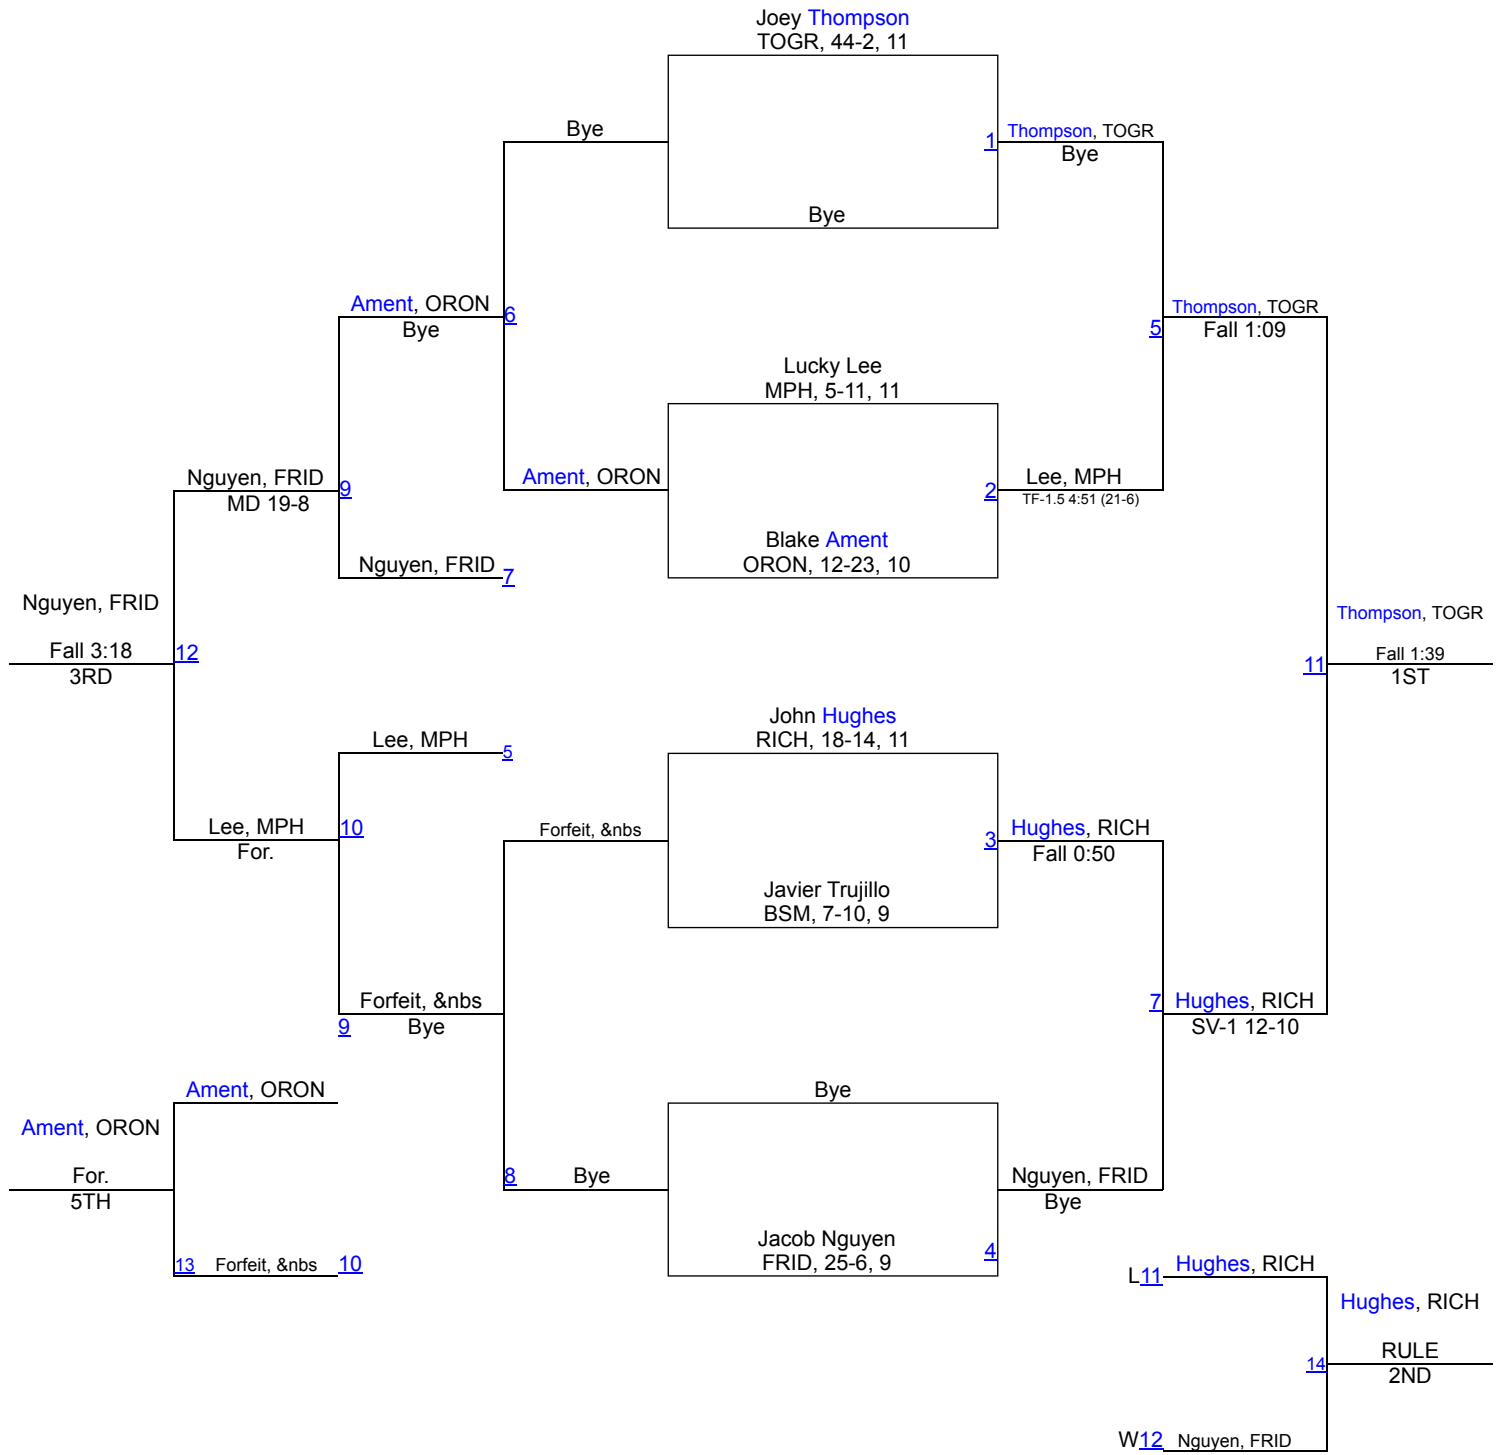 Joey Thompson
TOGR, 44-2, 11
Bye
1
Thompson, TOGR
Bye
Bye
Ament, ORON
6
Bye
Thompson, TOGR
5
Fall 1:09
Lucky Lee
MPH, 5-11, 11
Nguyen, FRID
9
MD 19-8
Ament, ORON
2
Lee, MPH
TF-1.5 4:51 (21-6)
Blake Ament
ORON, 12-23, 10
Nguyen, FRID
7
Nguyen, FRID
Fall 3:18
12
3RD
Thompson, TOGR
11
Fall 1:39
1ST
John Hughes
RICH, 18-14, 11
Lee, MPH
5
Lee, MPH
10
For.
Forfeit, &nbs
3
Hughes, RICH
Fall 0:50
Javier Trujillo
BSM, 7-10, 9
Forfeit, &nbs
9
Bye
7
Hughes, RICH
SV-1 12-10
Ament, ORON
Bye
Ament, ORON
For.
5TH
8
Bye
Nguyen, FRID
Bye
Jacob Nguyen
FRID, 25-6, 9
4
13
Forfeit, &nbs
10
L11
Hughes, RICH
Hughes, RICH
14
RULE
2ND
W12
Nguyen, FRID